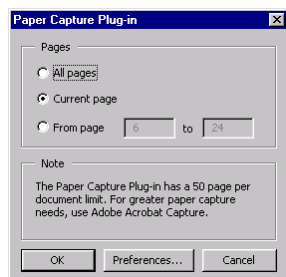 Paper Capture Plug-in
Pages
All pages
Current page
From page 6 to 24
Note
The Paper Capture Plug-in has a 50 page per
document limit. For greater paper capture
needs, use Adobe Acrobat Capture.
OK Preferences... Cancel